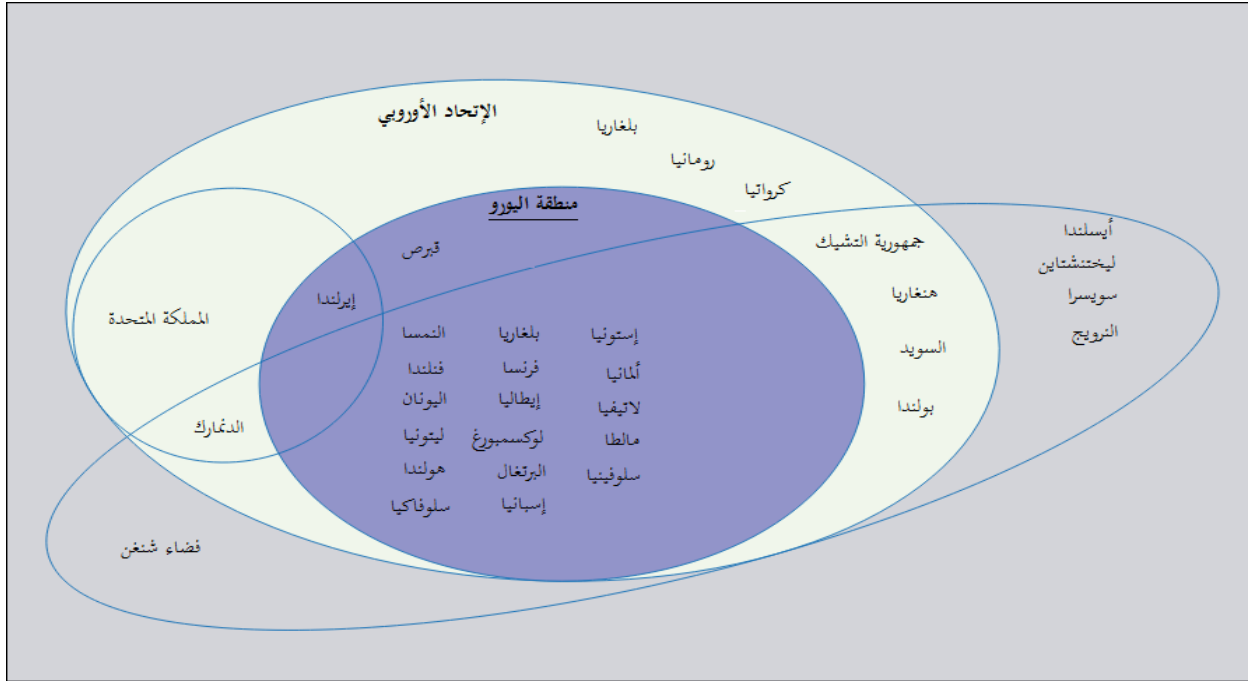 الإتحاد الأوروبي
بلغاريا
رومانيا
كرواتيا
منطقة اليورو
قبرص
جمهورية التشيك
أيسلندا
ليختنشتاين
هنغاريا
سويسرا
إيرلندا
المملكة المتحدة
النرويج
إستونيا
بلغاريا
النمسا
السويد
ألمانيا
فرنسا
فنلندا
لاتيفيا
إيطاليا
اليونان
بولندا
الدنمارك
مالطا
لوكسمبورغ
ليتونيا
سلوفينيا
البرتغال
هولندا
إسبانيا
سلوفاكيا
فضاء شنغن